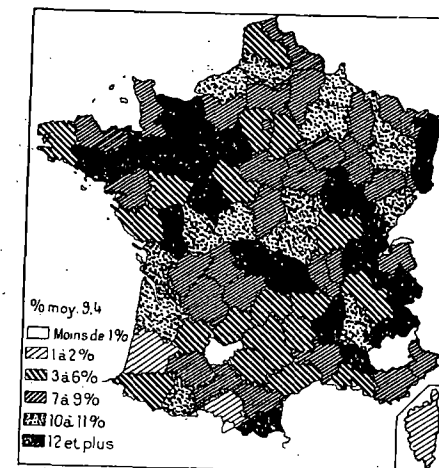 % moy. 9,4
Moins de 1%
1 à 2%
3 à 6%
7 à 9%
10 à 11%
12 et plus